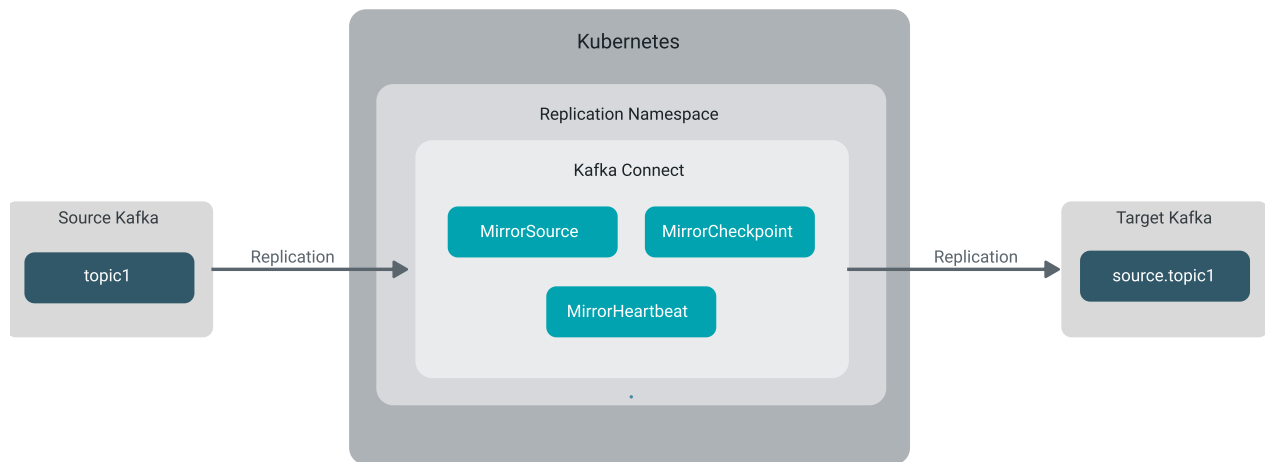 Kubernetes
Replication Namespace
Kafka Connect
MirrorSource
MirrorCheckpoint
MirrorHeartbeat
Source Kafka
topic1
Replication
Replication
Target Kafka
source.topic1